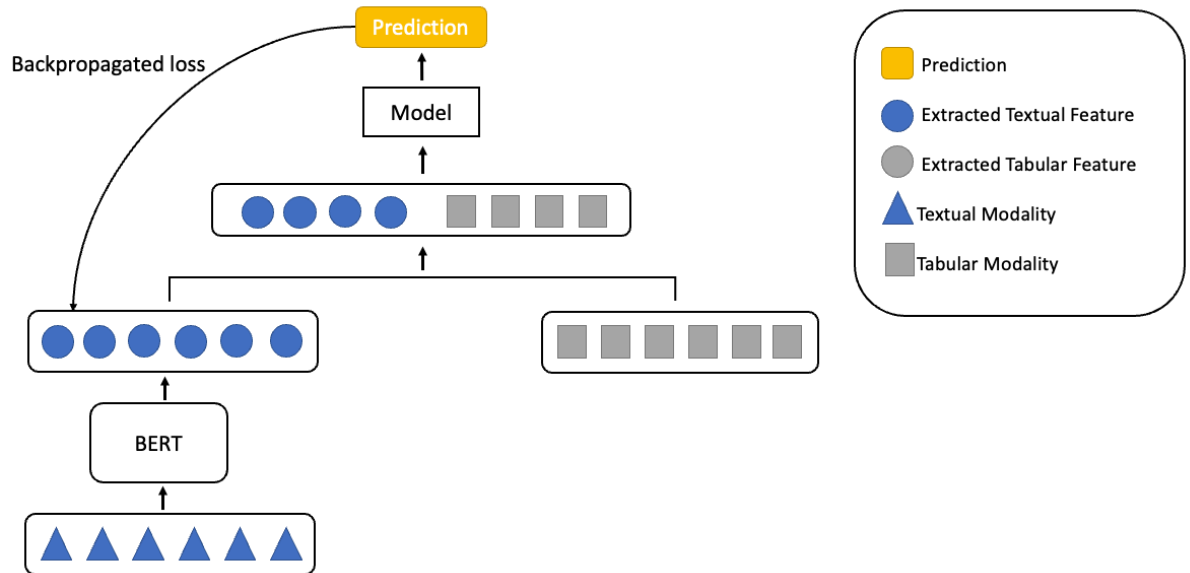 Prediction
Backpropagated loss
Model
BERT
Prediction
Extracted Textual Feature
Extracted Tabular Feature
Textual Modality
Tabular Modality